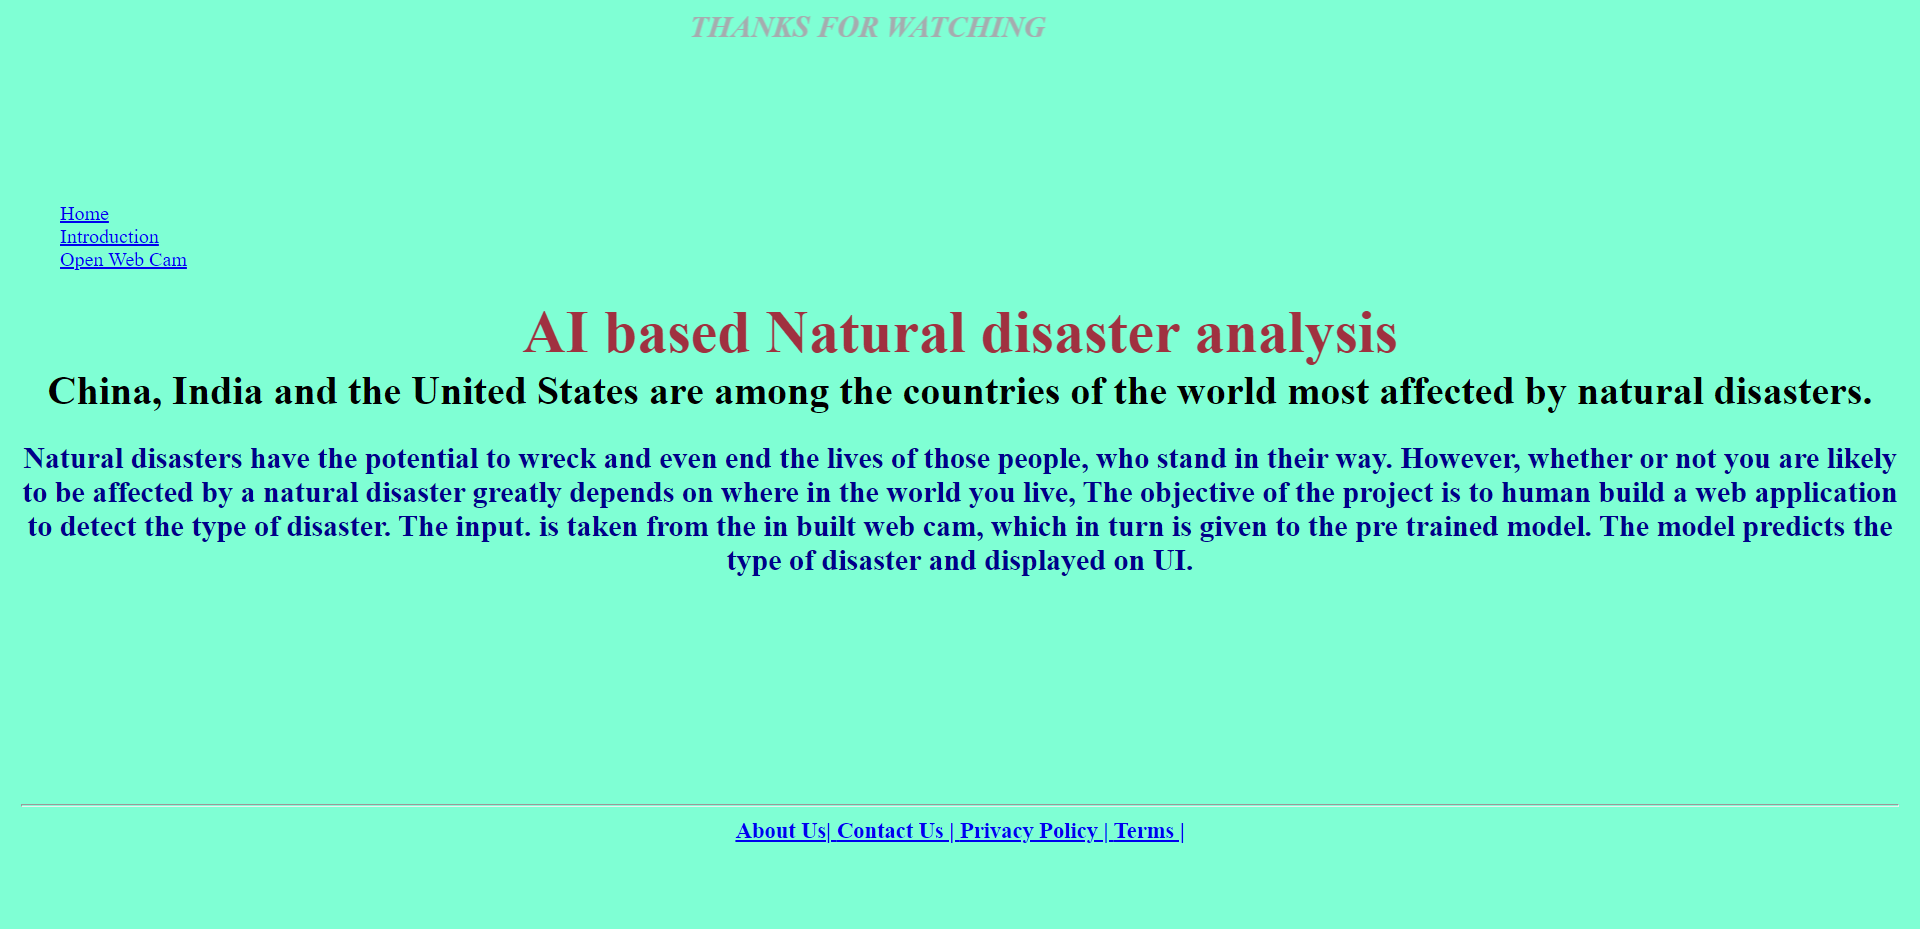 THANKS FOR WATCHING
Home
Introduction
Open Web Cam
AI based Natural disaster analysis
China, India and the United States are among the countries of the world most affected by natural disasters.
Natural disasters have the potential to wreck and even end the lives of those people, who stand in their way. However, whether or not you are likely
to be affected by a natural disaster greatly depends on where in the world you live, The objective of the project is to human build a web application
to detect the type of disaster. The input. is taken from the in built web cam, which in turn is given to the pre trained model. The model predicts the
type of disaster and displayed on UI.
About Us| Contact Us | Privacy Policy | Terms |